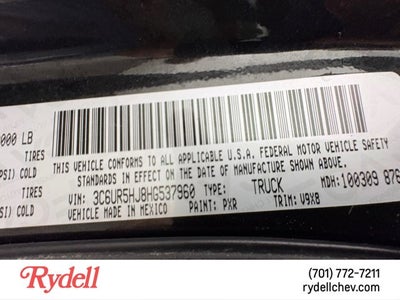 000 LB
TIRES
PSI) COLD
TIRES
SI) COLD
THIS VEHICLE CONFORMS TO ALL APPLICABLE U.S.A. FEDERAL MOTOR VEHICLE SAFETY
STANDARDS IN EFFECT ON THE DATE OF MANUFACTURE SHOWN ABOVE.
VIN: 3C6UR5HJ8HG537960 TYPE: TRUCK MDH: 100309 876
MADE IN MEXICO PAINT: PXR TRIM: V9X8
Rydell
(701) 772-7211
rydellchev.com